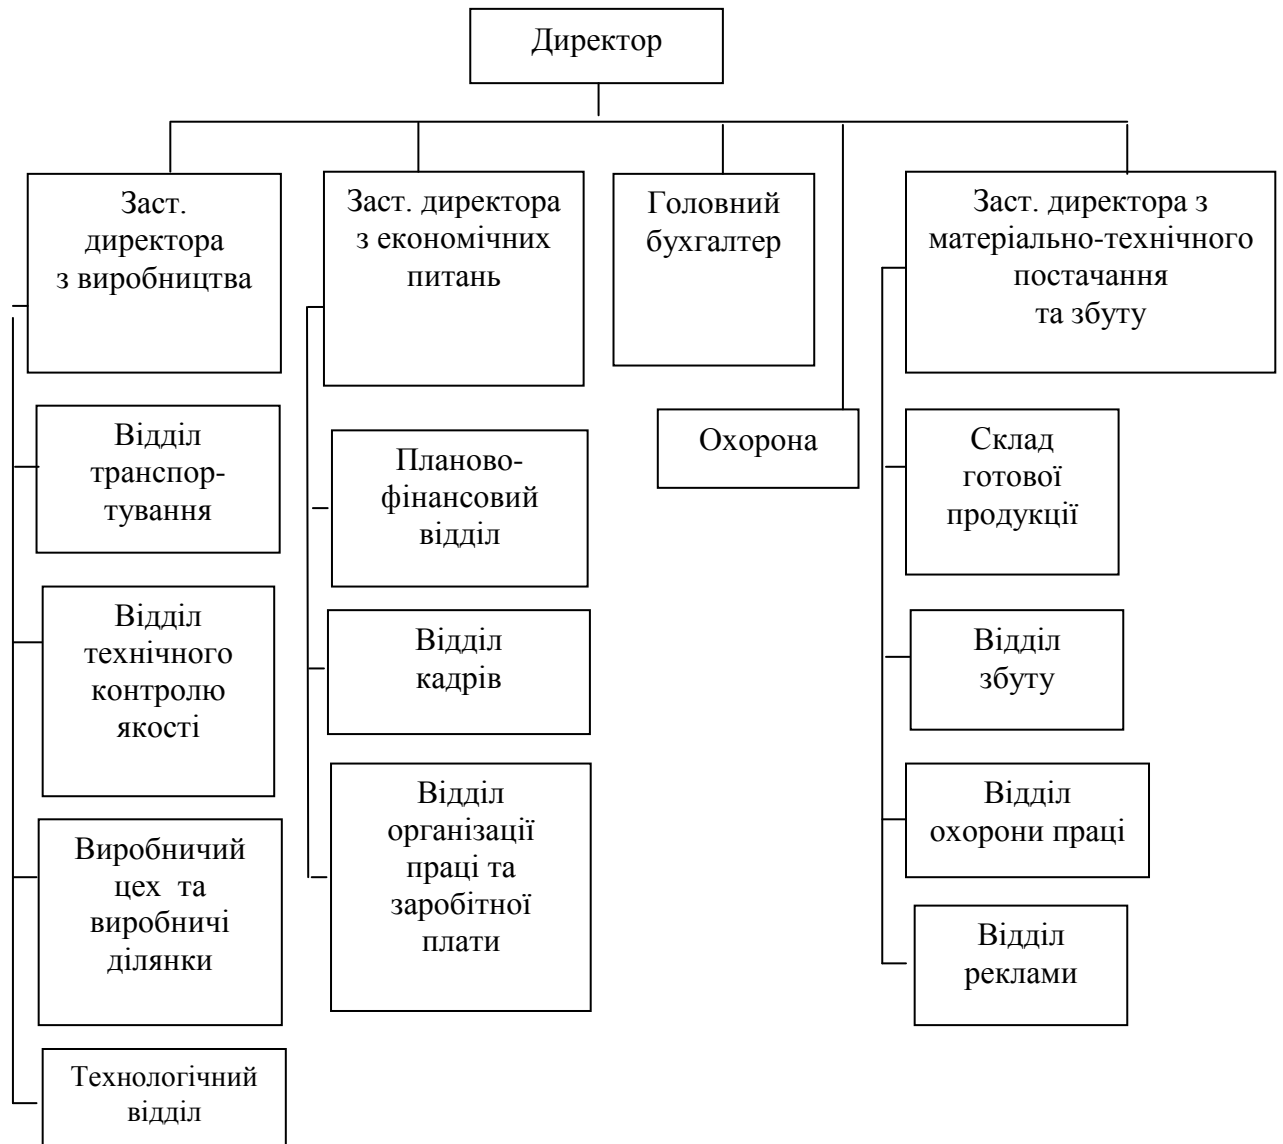 Директор
Заст.
директора
з виробництва
Заст. директора
з економічних
питань
Головний
бухгалтер
Заст. директора з
матеріально-технічного
постачання
та збуту
Відділ
транспор-
тування
Відділ
технічного
контролю
якості
Виробничий
цех та
виробничі
ділянки
Технологічний
відділ
Планово-
фінансовий
відділ
Відділ
кадрів
Відділ
організації
праці та
заробітної
плати
Охорона
Склад
готової
продукції
Відділ
збуту
Відділ
охорони праці
Відділ
реклами